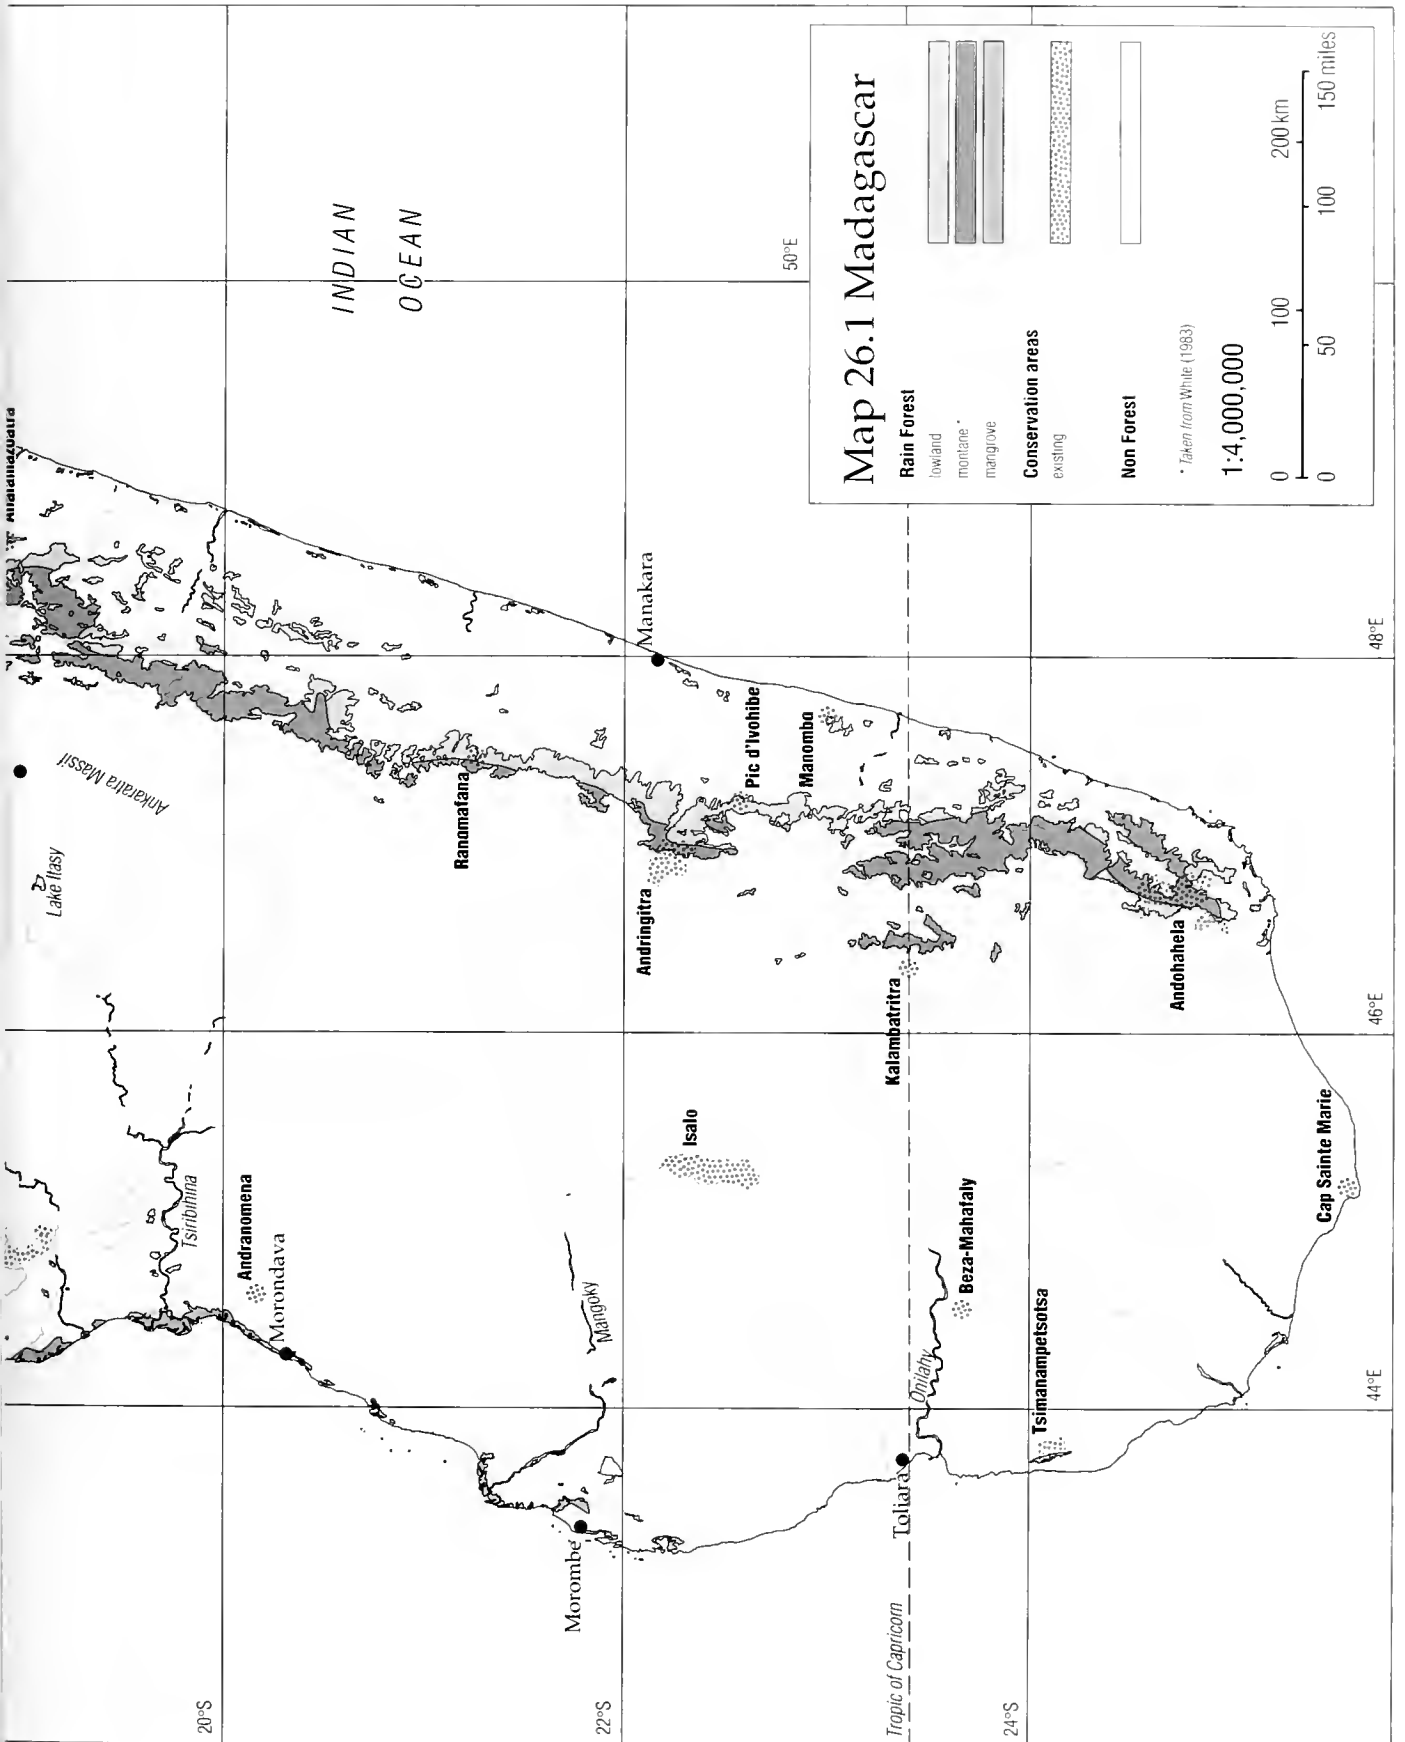 Map 26.1 Madagascar
Rain Forest
lowland
montane *
mangrove
Conservation areas
existing
Non Forest
* Taken from White (1983)
1:4,000,000
0 100 200 km
0 50 100 150 miles
INDIAN
OCEAN
50°E
48°E
46°E
44°E
20°S
22°S
24°S
Tropic of Capricorn
Ankaratra Massif
Lake Itasy
Tsiribihina
Andranomena
Morondava
Mangoky
Morombe
Ranomafana
Manakara
Andringitra
Pic d'Ivohibe
Manombo
Isalo
Kalambatritra
Toliara
Onilahy
Beza-Mahafaly
Tsimanampetsotsa
Andohahela
Cap Sainte Marie